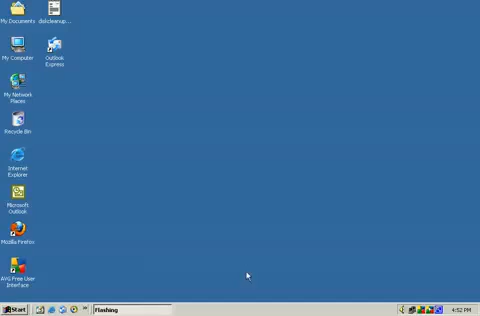 My Documents
diskcleanup...
My Computer
Outlook
Express
My Network
Places
Recycle Bin
Internet
Explorer
Microsoft
Outlook
Mozilla Firefox
AVG Free User
Interface
Start
»
Flashing
4:52 PM